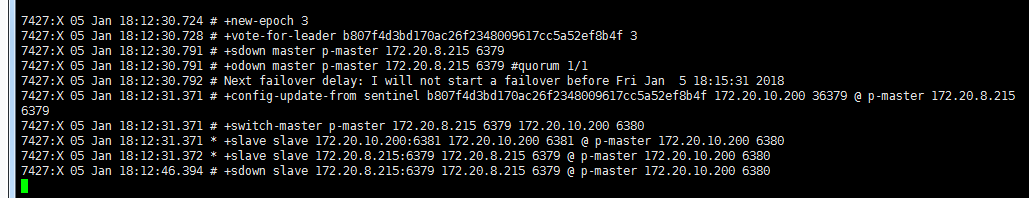 7427:X 05 Jan 18:12:30.724 # +new-epoch 3
7427:X 05 Jan 18:12:30.728 # +vote-for-leader b807f4d3bd170ac26f2348009617cc5a52ef8b4f 3
7427:X 05 Jan 18:12:30.791 # +sdown master p-master 172.20.8.215 6379
7427:X 05 Jan 18:12:30.791 # +odown master p-master 172.20.8.215 6379 #quorum 1/1
7427:X 05 Jan 18:12:30.792 # Next failover delay: I will not start a failover before Fri Jan  5 18:15:31 2018
7427:X 05 Jan 18:12:31.371 # +config-update-from sentinel b807f4d3bd170ac26f2348009617cc5a52ef8b4f 172.20.10.200 36379 @ p-master 172.20.8.215
6379
7427:X 05 Jan 18:12:31.371 # +switch-master p-master 172.20.8.215 6379 172.20.10.200 6380
7427:X 05 Jan 18:12:31.371 * +slave slave 172.20.10.200:6381 172.20.10.200 6381 @ p-master 172.20.10.200 6380
7427:X 05 Jan 18:12:31.372 * +slave slave 172.20.8.215:6379 172.20.8.215 6379 @ p-master 172.20.10.200 6380
7427:X 05 Jan 18:12:46.394 # +sdown slave 172.20.8.215:6379 172.20.8.215 6379 @ p-master 172.20.10.200 6380